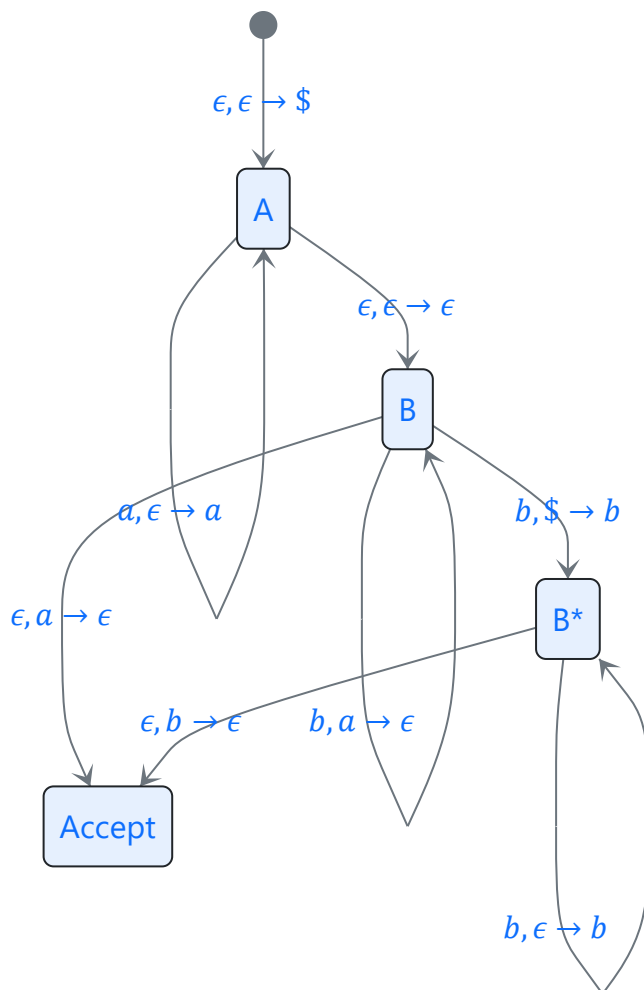 ϵ, ϵ → $
A
ϵ, ϵ → ϵ
B
a, ϵ → a
b, $ → b
ϵ, a → ϵ
B*
ϵ, b → ϵ
b, a → ϵ
Accept
b, ϵ → b